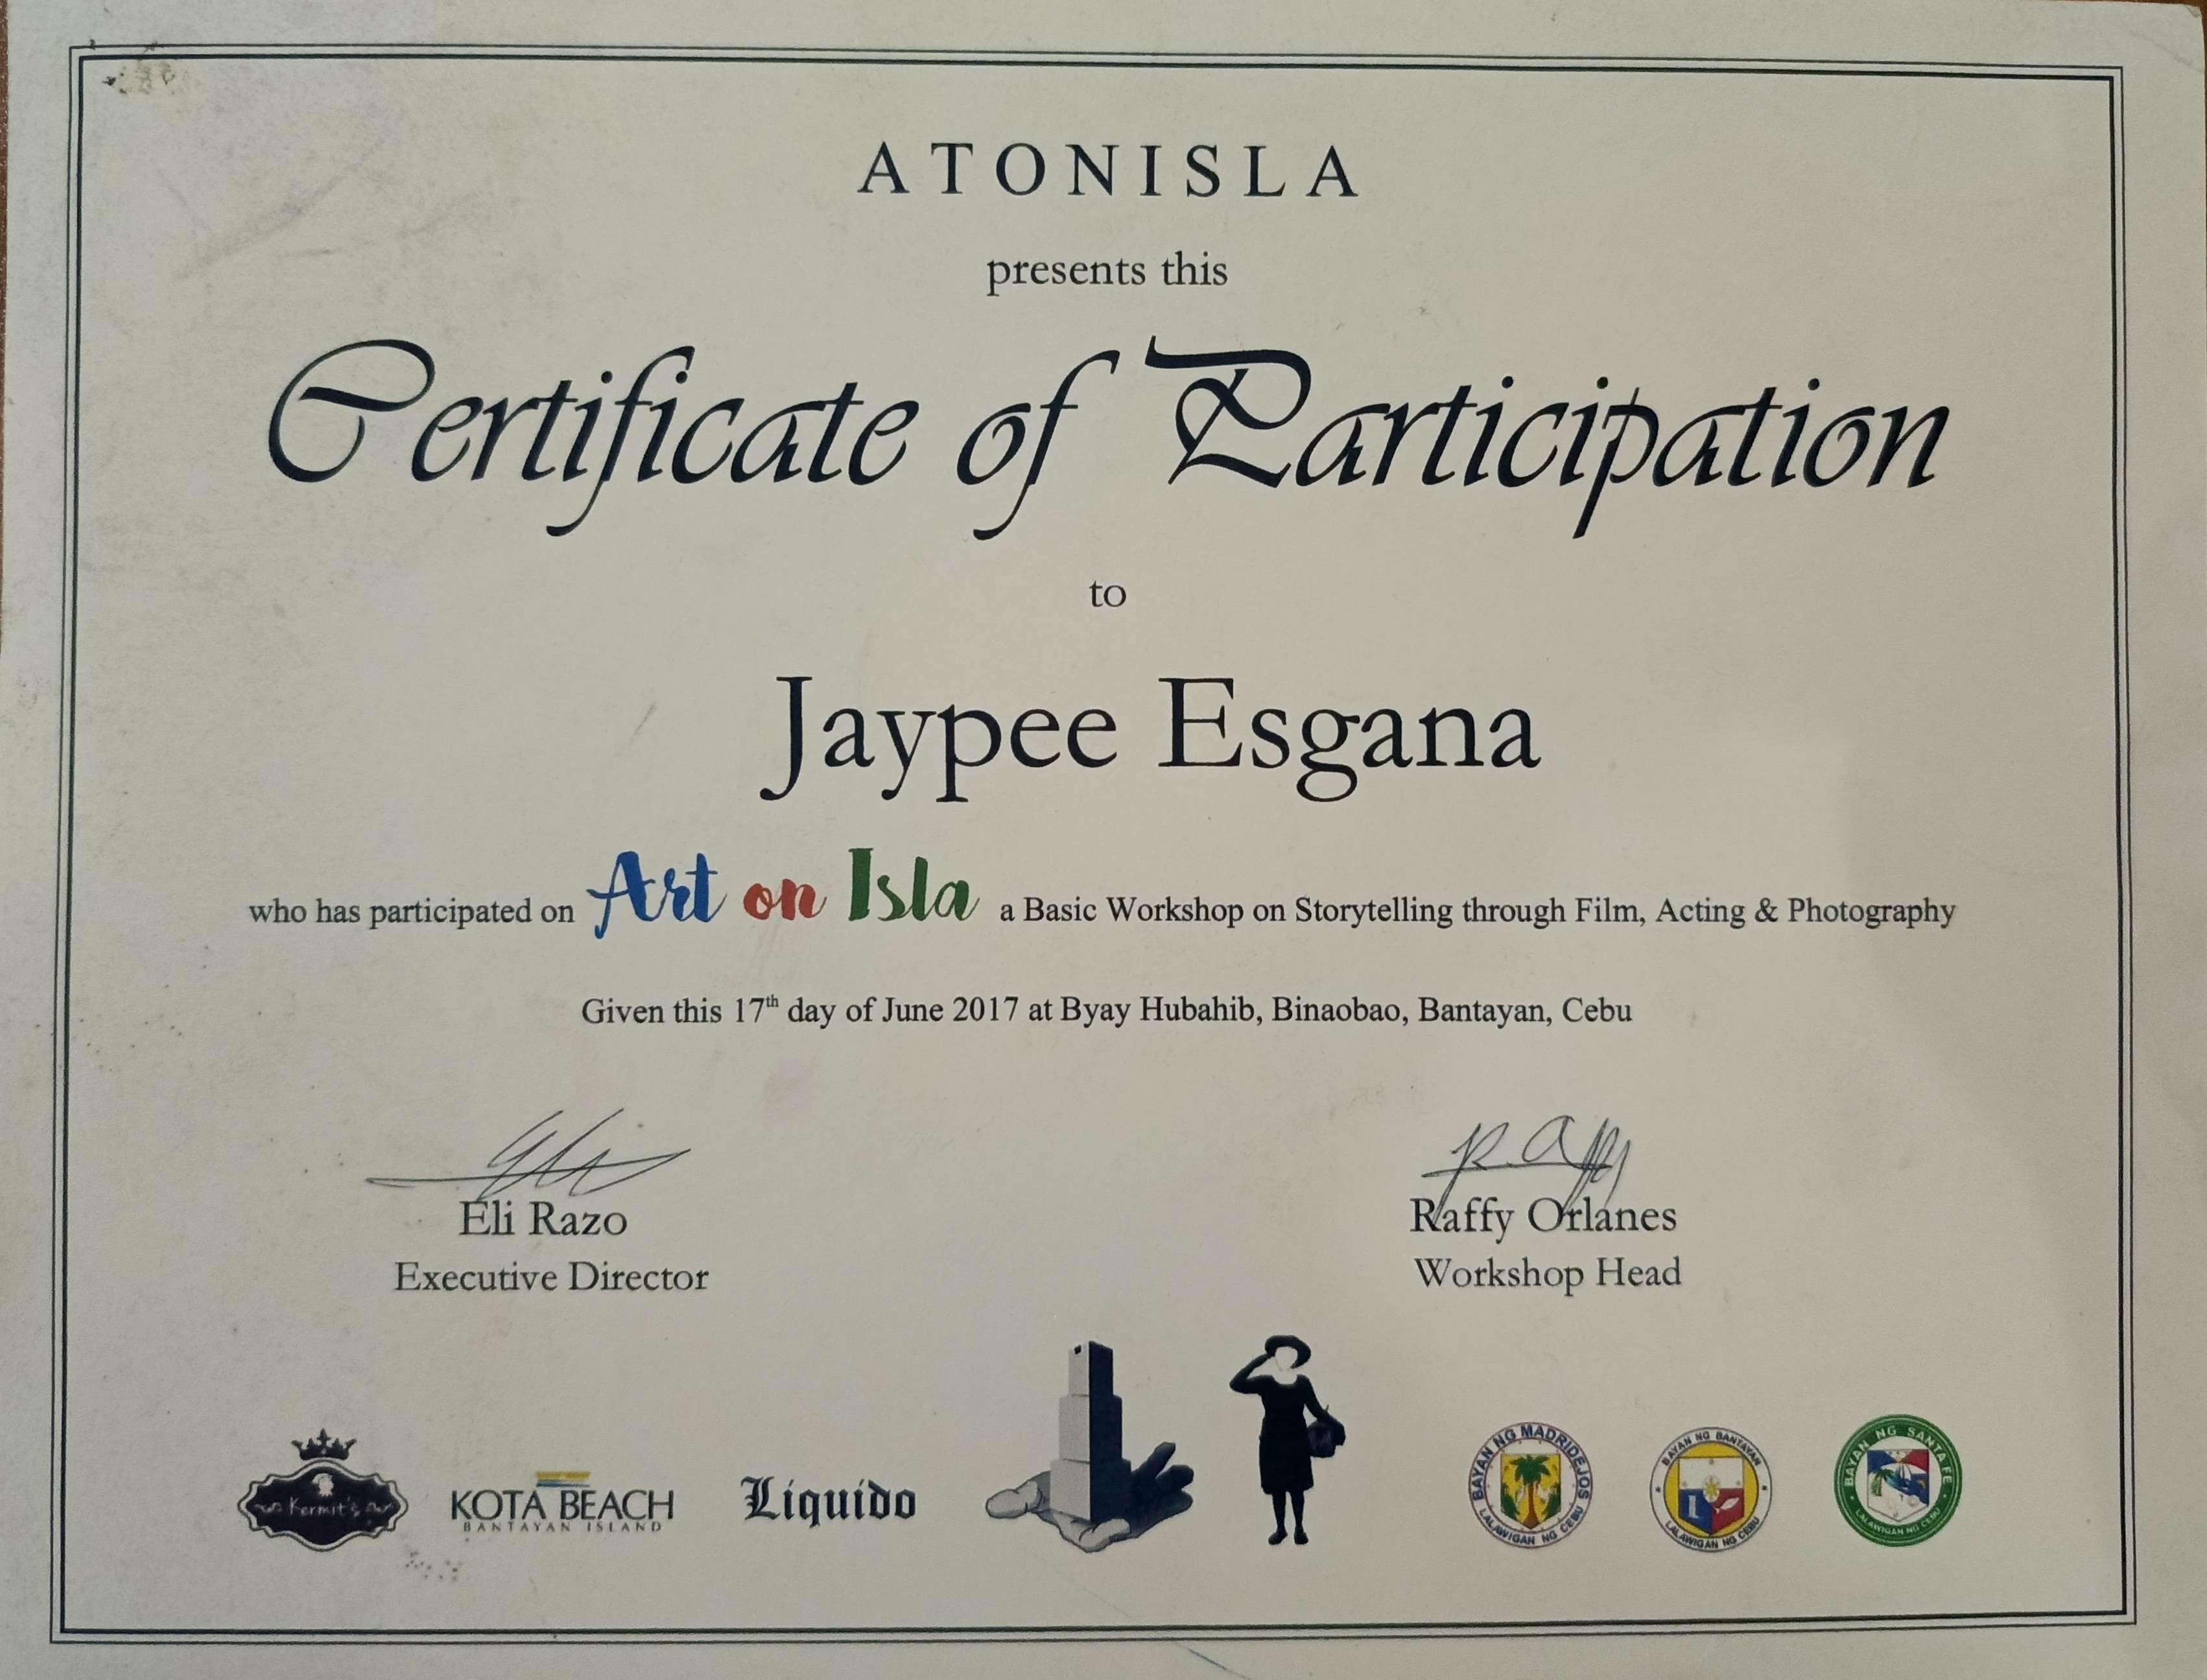 ATONISLA
presents this
Certificate of Participation
to
Jaypee Esgana
who has participated on Art on Isla a Basic Workshop on Storytelling through Film, Acting & Photography
Given this 17th day of June 2017 at Byay Hubahib, Binaobao, Bantayan, Cebu
Eli Razo
Executive Director
Raffy Orlanes
Workshop Head
Kermit's
KOTA BEACH
BANTAYAN ISLAND
Liquido
BAYAN NG MADRIDEJOS
LALAWIGAN NG CEBU
BAYAN NG BANTAYAN
LALAWIGAN NG CEBU
BAYAN NG SANTA FE
LALAWIGAN NG CEBU